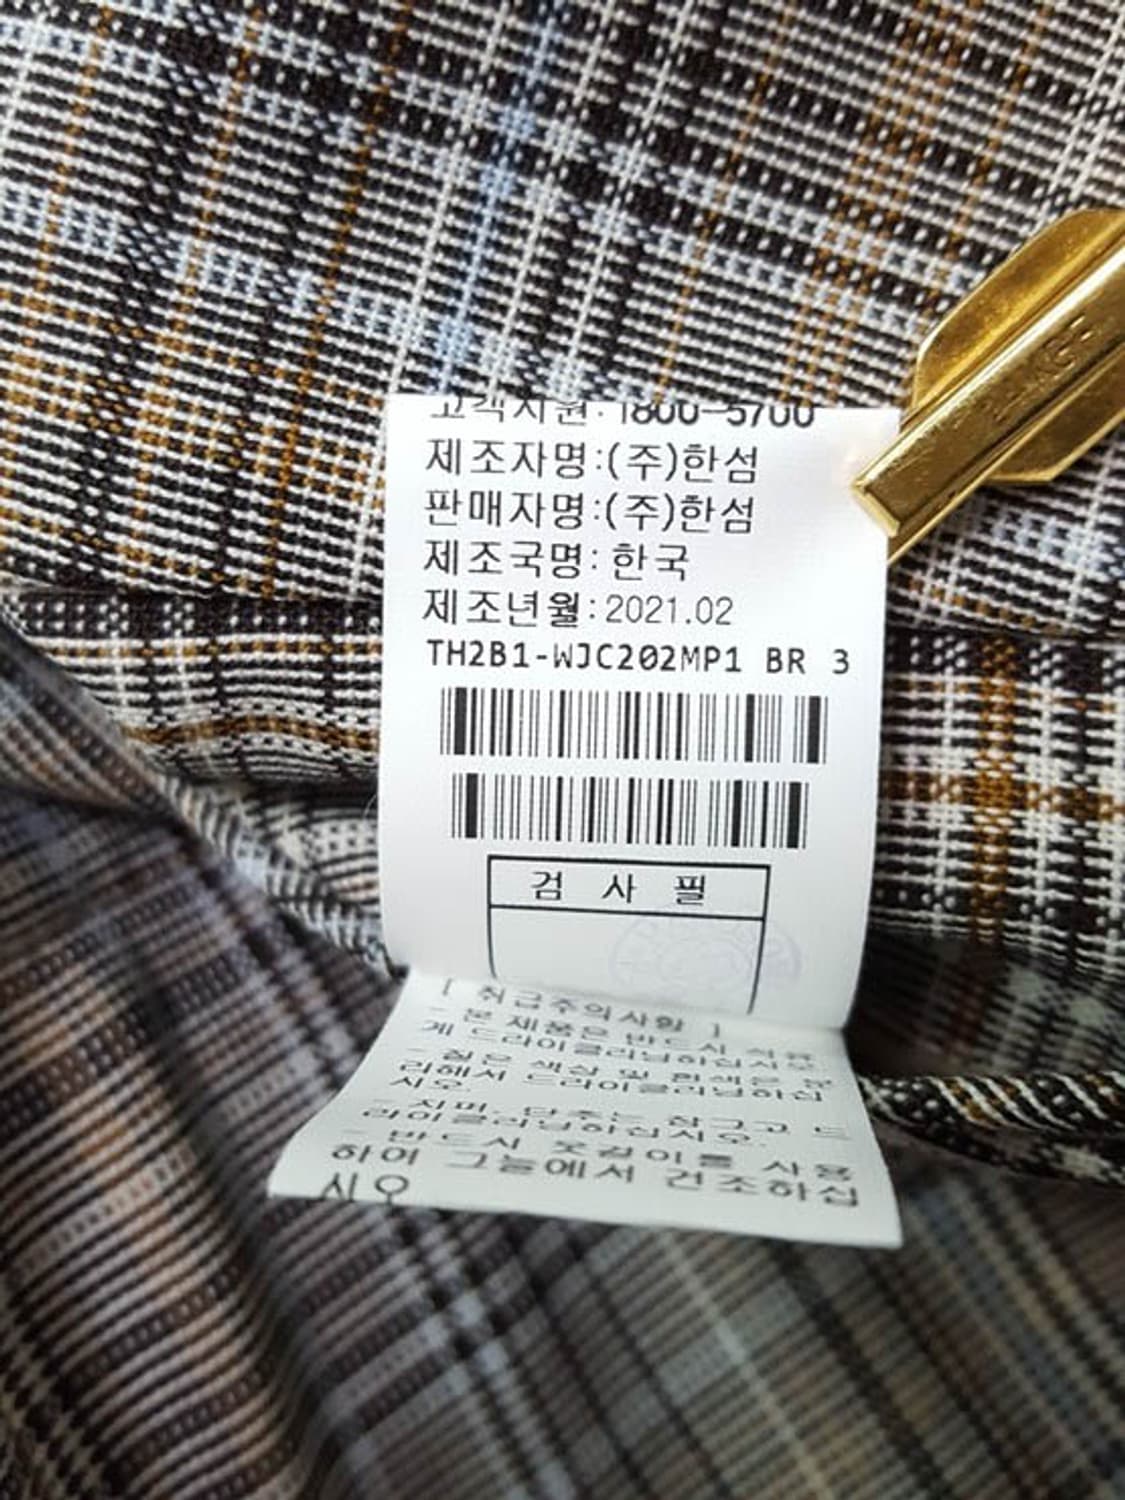 고객지원: 1800-5700
제조자명:(주)한섬
판매자명:(주)한섬
제조국명: 한국
제조년월:2021.02
TH2B1-WJC202MP1 BR 3
검 사 필
[ 취급주의사항 ]
- 본 제품은 반드시 석유
게 드라이클리닝하십시오
- 짙은 색상 및 흰색은 분
리해서 드라이클리닝하십
시오.
- 지퍼, 단추는 잠그고 드
라이클리닝하십시오.
- 반드시 옷걸이를 사용
하여 그늘에서 건조하십
시오